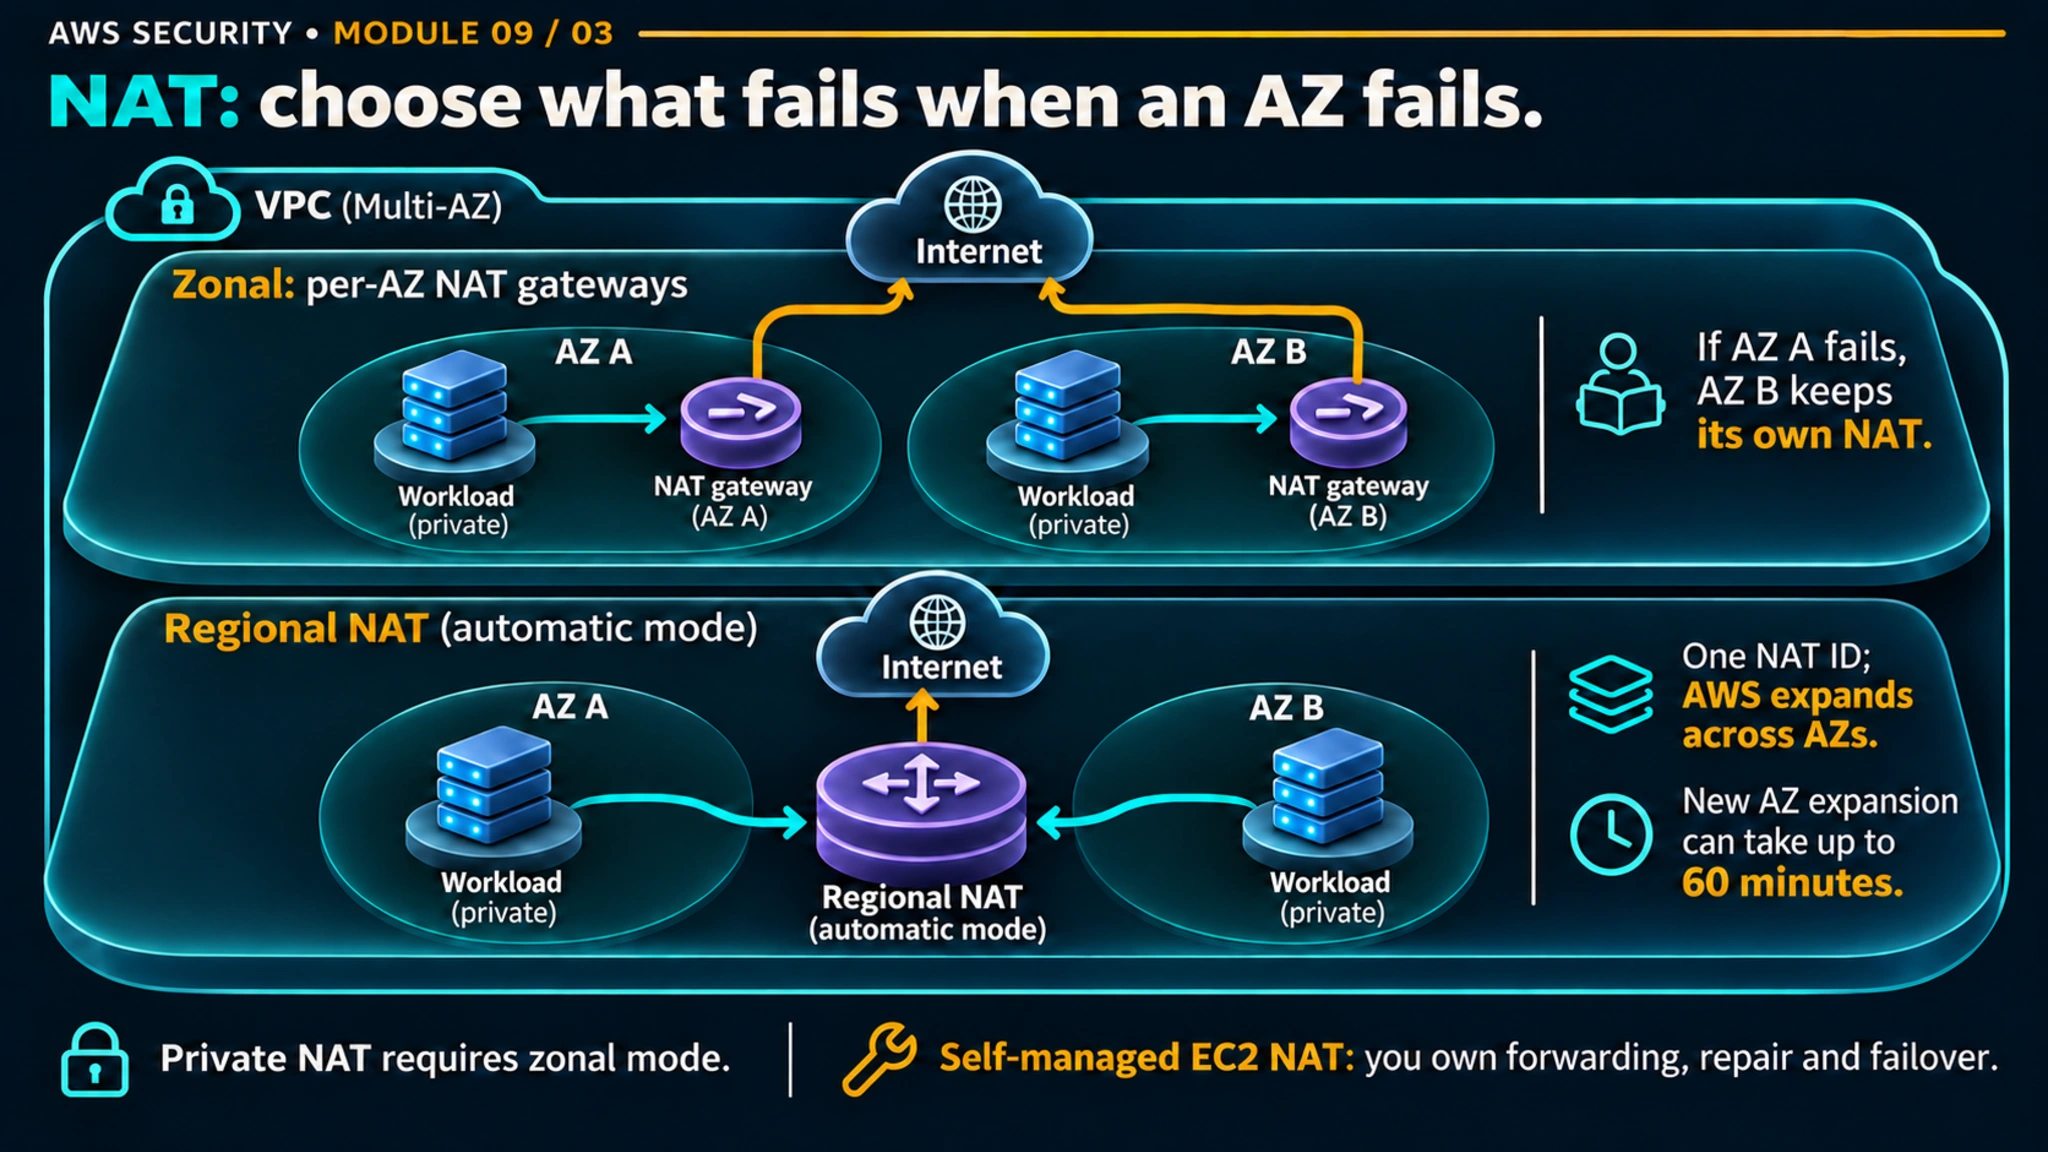 AWS SECURITY • MODULE 09 / 03
NAT: choose what fails when an AZ fails.
VPC (Multi-AZ)
Internet
Zonal: per-AZ NAT gateways
AZ A
Workload
(private)
NAT gateway
(AZ A)
AZ B
Workload
(private)
NAT gateway
(AZ B)
If AZ A fails,
AZ B keeps
its own NAT.
Regional NAT (automatic mode)
Internet
AZ A
Workload
(private)
Regional NAT
(automatic mode)
AZ B
Workload
(private)
One NAT ID;
AWS expands
across AZs.
New AZ expansion
can take up to
60 minutes.
Private NAT requires zonal mode.
Self-managed EC2 NAT: you own forwarding, repair and failover.